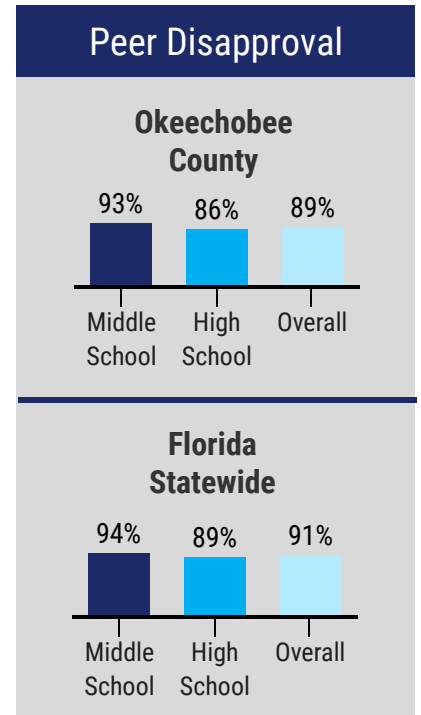 Peer Disapproval
Okeechobee
County
93% 86% 89%
Middle High Overall
School School
Florida
Statewide
94% 89% 91%
Middle High Overall
School School